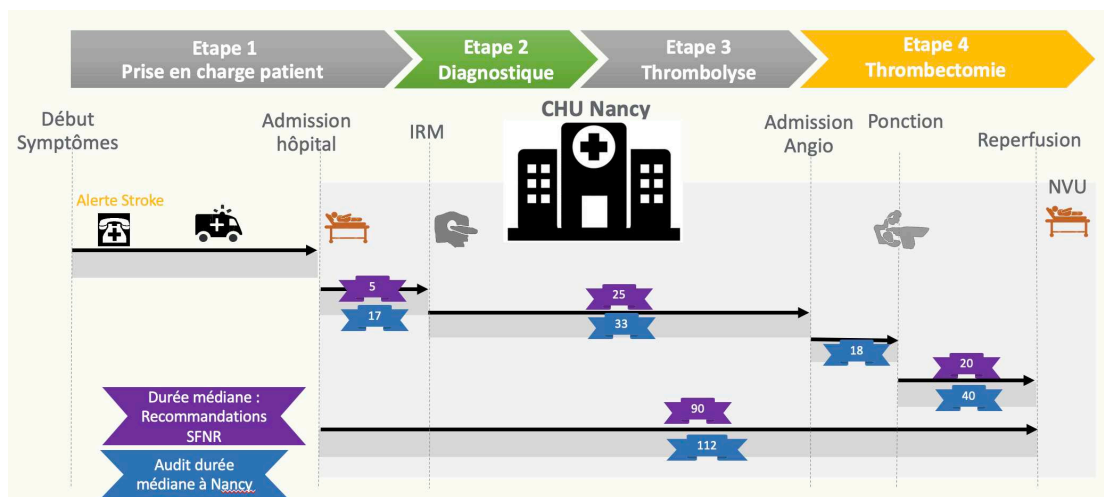 Etape 1
Prise en charge patient
Etape 2
Diagnostique
Etape 3
Thrombolyse
Etape 4
Thrombectomie
Début
Symptômes
Admission
hôpital
IRM
CHU Nancy
Admission
Angio
Ponction
Reperfusion
Alerte Stroke
NVU
5
17
25
33
18
20
40
90
112
Durée médiane :
Recommandations
SFNR
Audit durée
médiane à Nancy